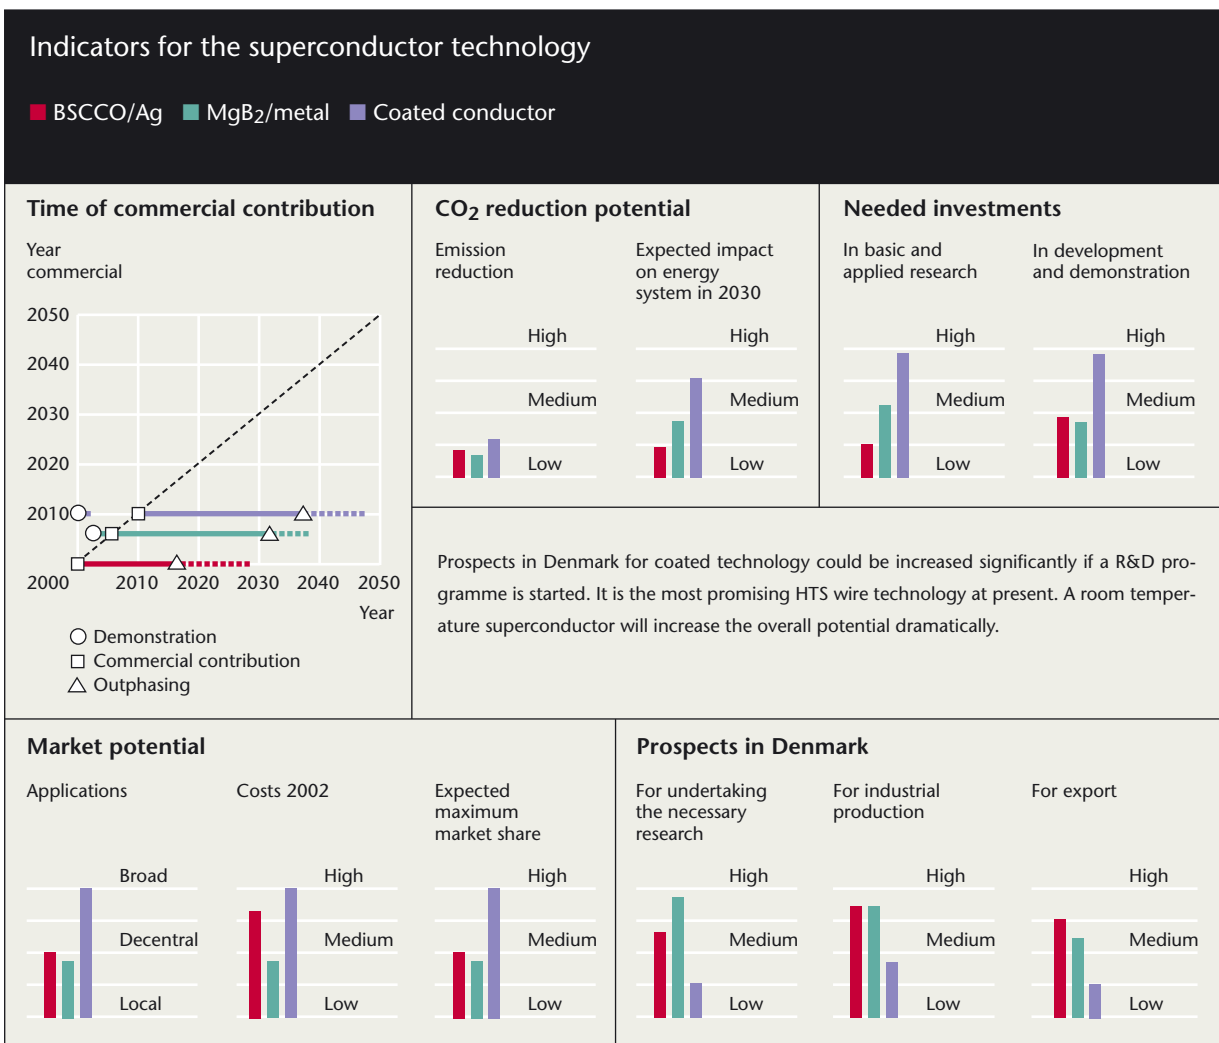 Indicators for the superconductor technology
BSCCO/Ag MgB2/metal Coated conductor
Time of commercial contribution
Year
commercial
2050
2040
2030
2020
2010
2000 2010 2020 2030 2040 2050
Year
Demonstration
Commercial contribution
Outphasing
CO2 reduction potential
Emission
reduction
High
Medium
Low
Expected impact
on energy
system in 2030
High
Medium
Low
Needed investments
In basic and
applied research
High
Medium
Low
In development
and demonstration
High
Medium
Low
Prospects in Denmark for coated technology could be increased significantly if a R&D pro-
gramme is started. It is the most promising HTS wire technology at present. A room temper-
ature superconductor will increase the overall potential dramatically.
Market potential
Applications
Broad
Decentral
Local
Costs 2002
High
Medium
Low
Expected
maximum
market share
High
Medium
Low
Prospects in Denmark
For undertaking
the necessary
research
High
Medium
Low
For industrial
production
High
Medium
Low
For export
High
Medium
Low